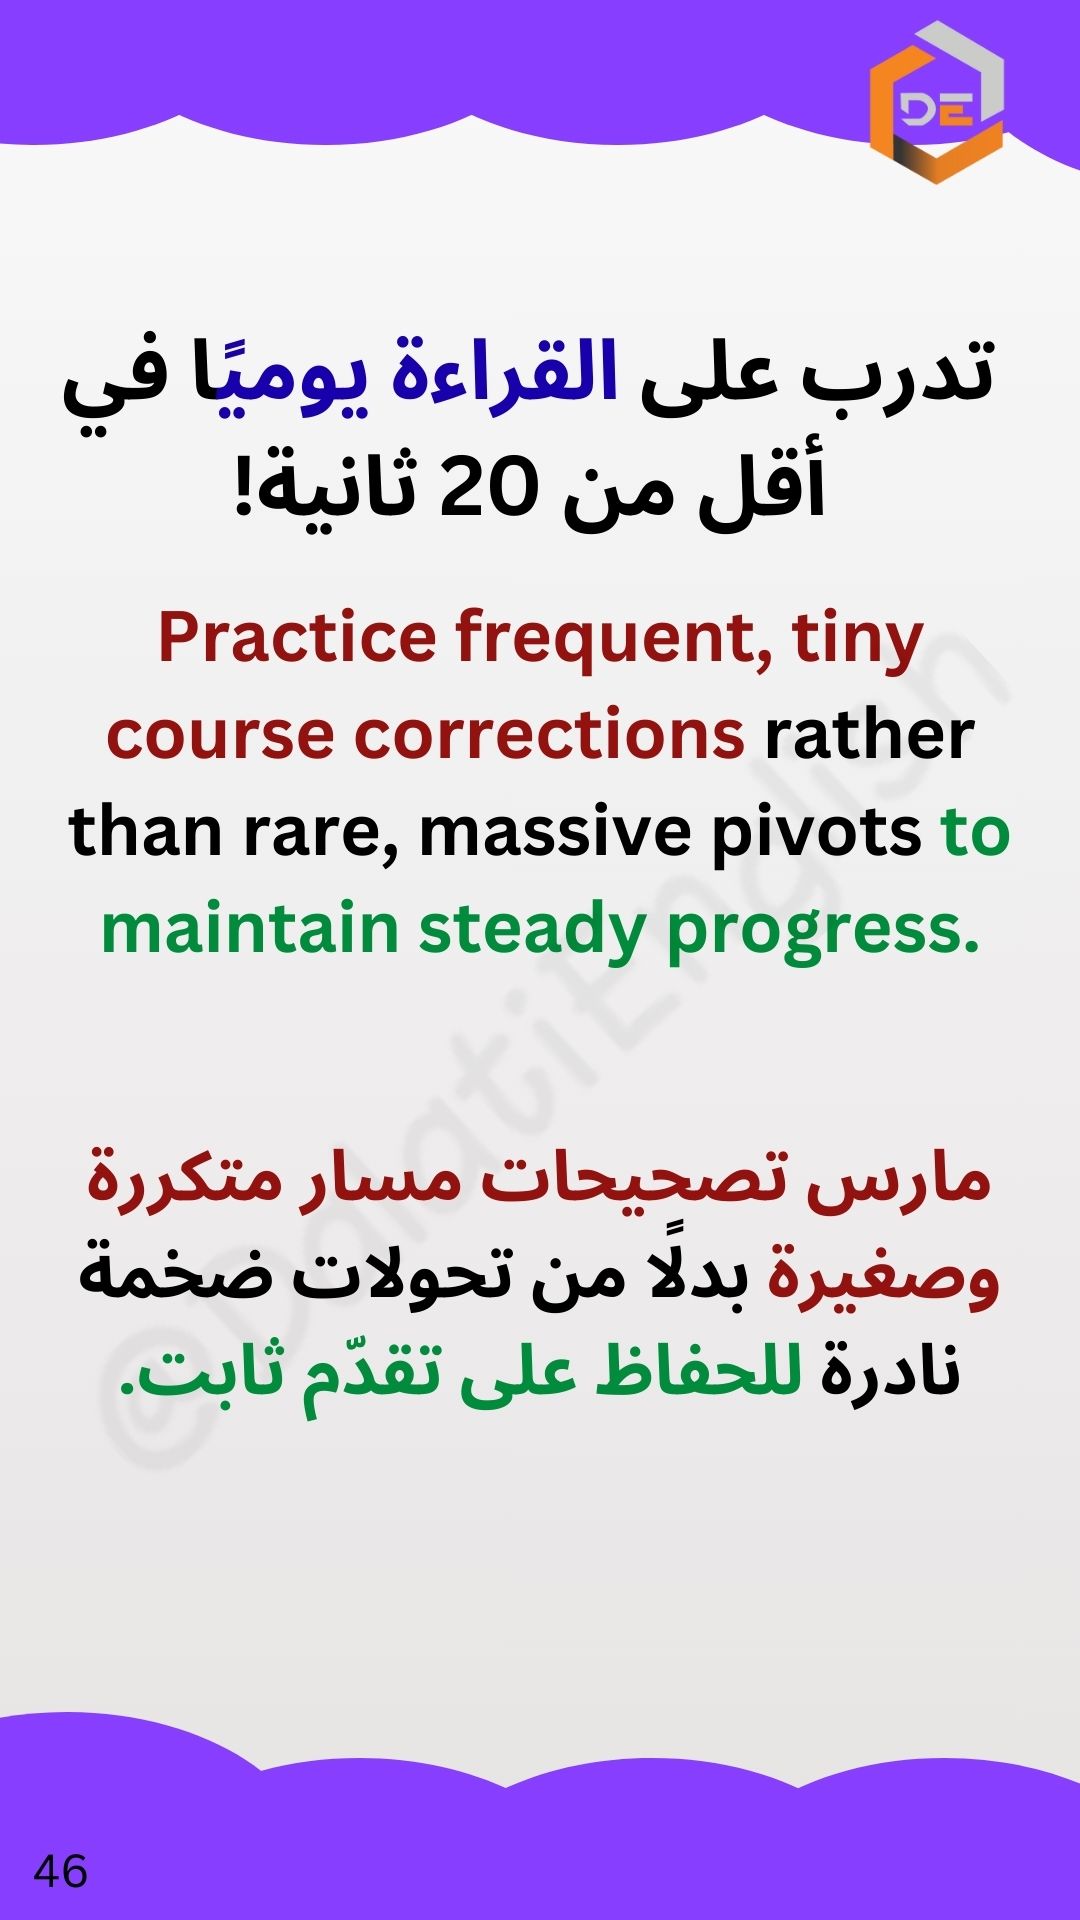 DE
تدرب على القراءة يوميًا في
أقل من 20 ثانية!
Practice frequent, tiny
course corrections rather
than rare, massive pivots to
maintain steady progress.
مارس تصحيحات مسار متكررة
وصغيرة بدلًا من تحولات ضخمة
نادرة للحفاظ على تقدّم ثابت.
@DalatiEnglish
46